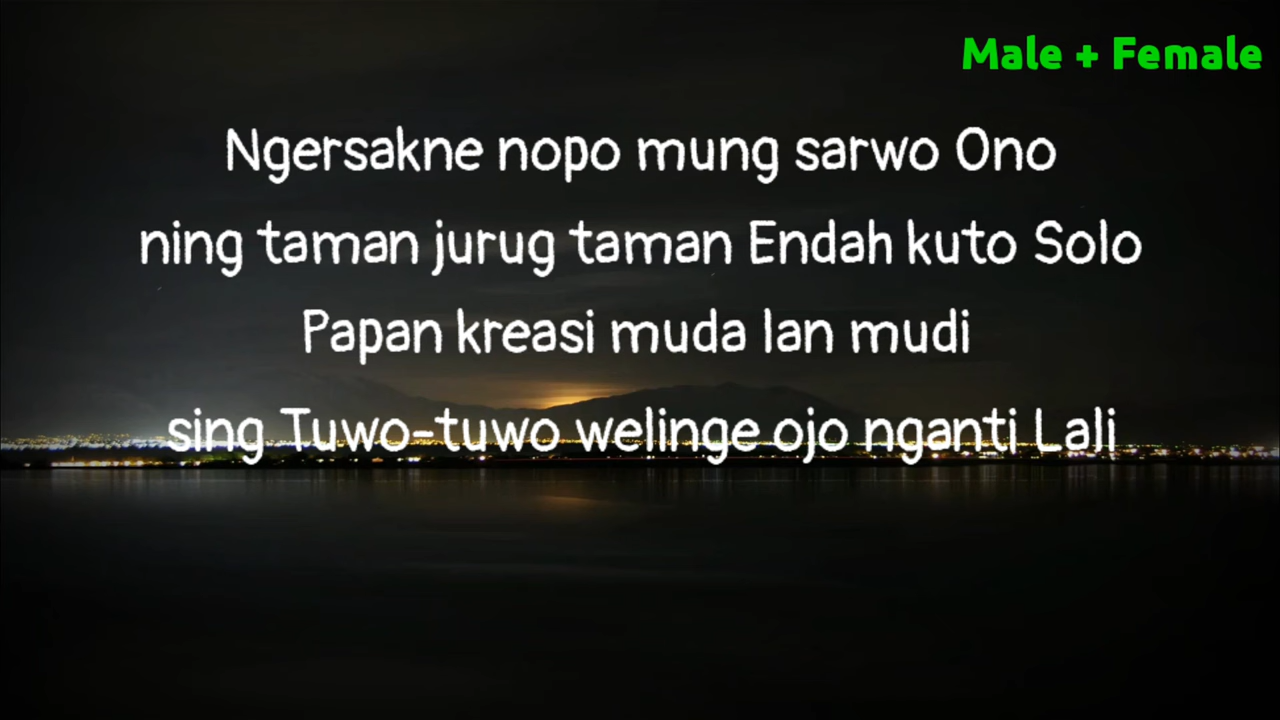 Male + Female
Ngersakne nopo mung sarwo Ono
ning taman jurug taman Endah kuto Solo
Papan kreasi muda lan mudi
sing Tuwo-tuwo welinge ojo nganti Lali